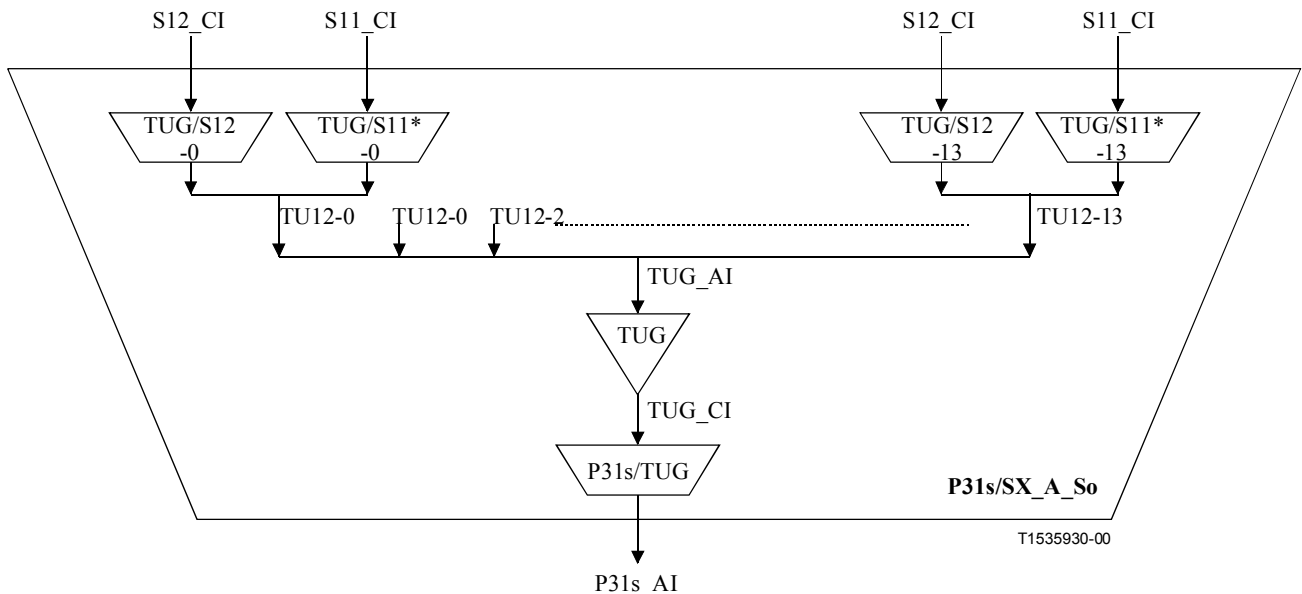 S12_CI S11_CI S12_CI S11_CI
TUG/S12 TUG/S11* TUG/S12 TUG/S11*
-0 -0 -13 -13
TU12-0 TU12-0 TU12-2 TU12-13
TUG_AI
TUG
TUG_CI
P31s/TUG
P31s/SX_A_So
T1535930-00
P31s_AI